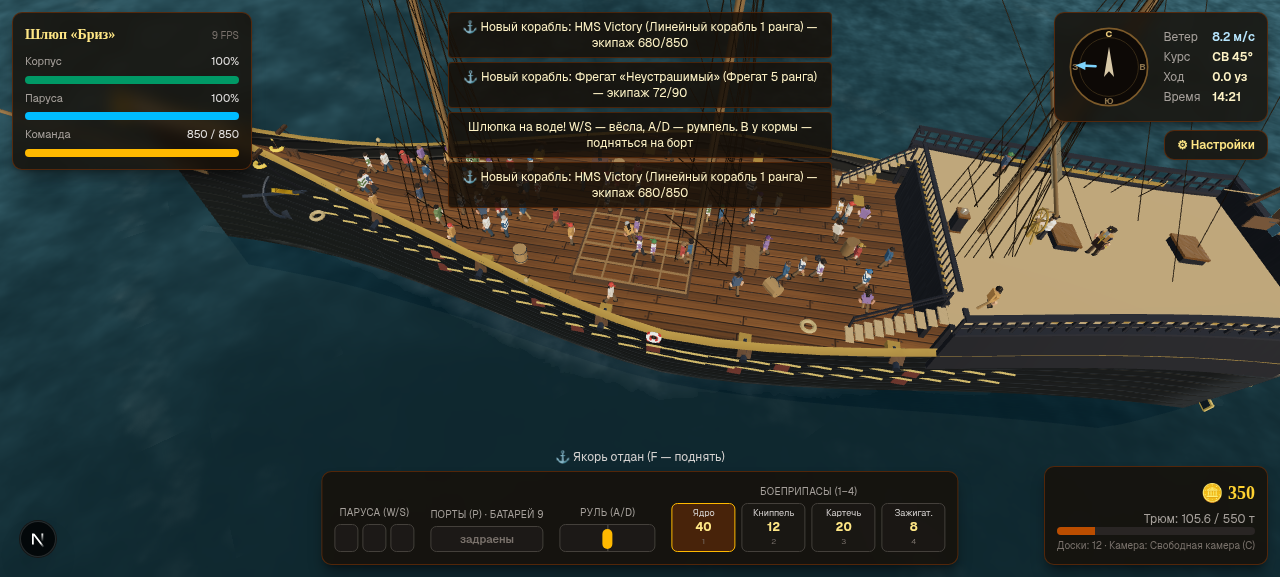 Шлюп «Бриз»
9 FPS
Корпус 100%
Паруса 100%
Команда 850 / 850
⚓ Новый корабль: HMS Victory (Линейный корабль 1 ранга) —
экипаж 680/850
⚓ Новый корабль: Фрегат «Неустрашимый» (Фрегат 5 ранга)
— экипаж 72/90
Шлюпка на воде! W/S — вёсла, A/D — румпель. В у кормы —
подняться на борт
⚓ Новый корабль: HMS Victory (Линейный корабль 1 ранга) —
экипаж 680/850
С
З
В
Ю
Ветер 8.2 м/с
Курс СВ 45°
Ход 0.0 уз
Время 14:21
⚙ Настройки
⚓ Якорь отдан (F — поднять)
ПАРУСА (W/S)
ПОРТЫ (P) · БАТАРЕЙ 9
задраены
РУЛЬ (A/D)
БОЕПРИПАСЫ (1–4)
Ядро
40
1
Книппель
12
2
Картечь
20
3
Зажигат.
8
4
350
Трюм: 105.6 / 550 т
Доски: 12 · Камера: Свободная камера (C)
N